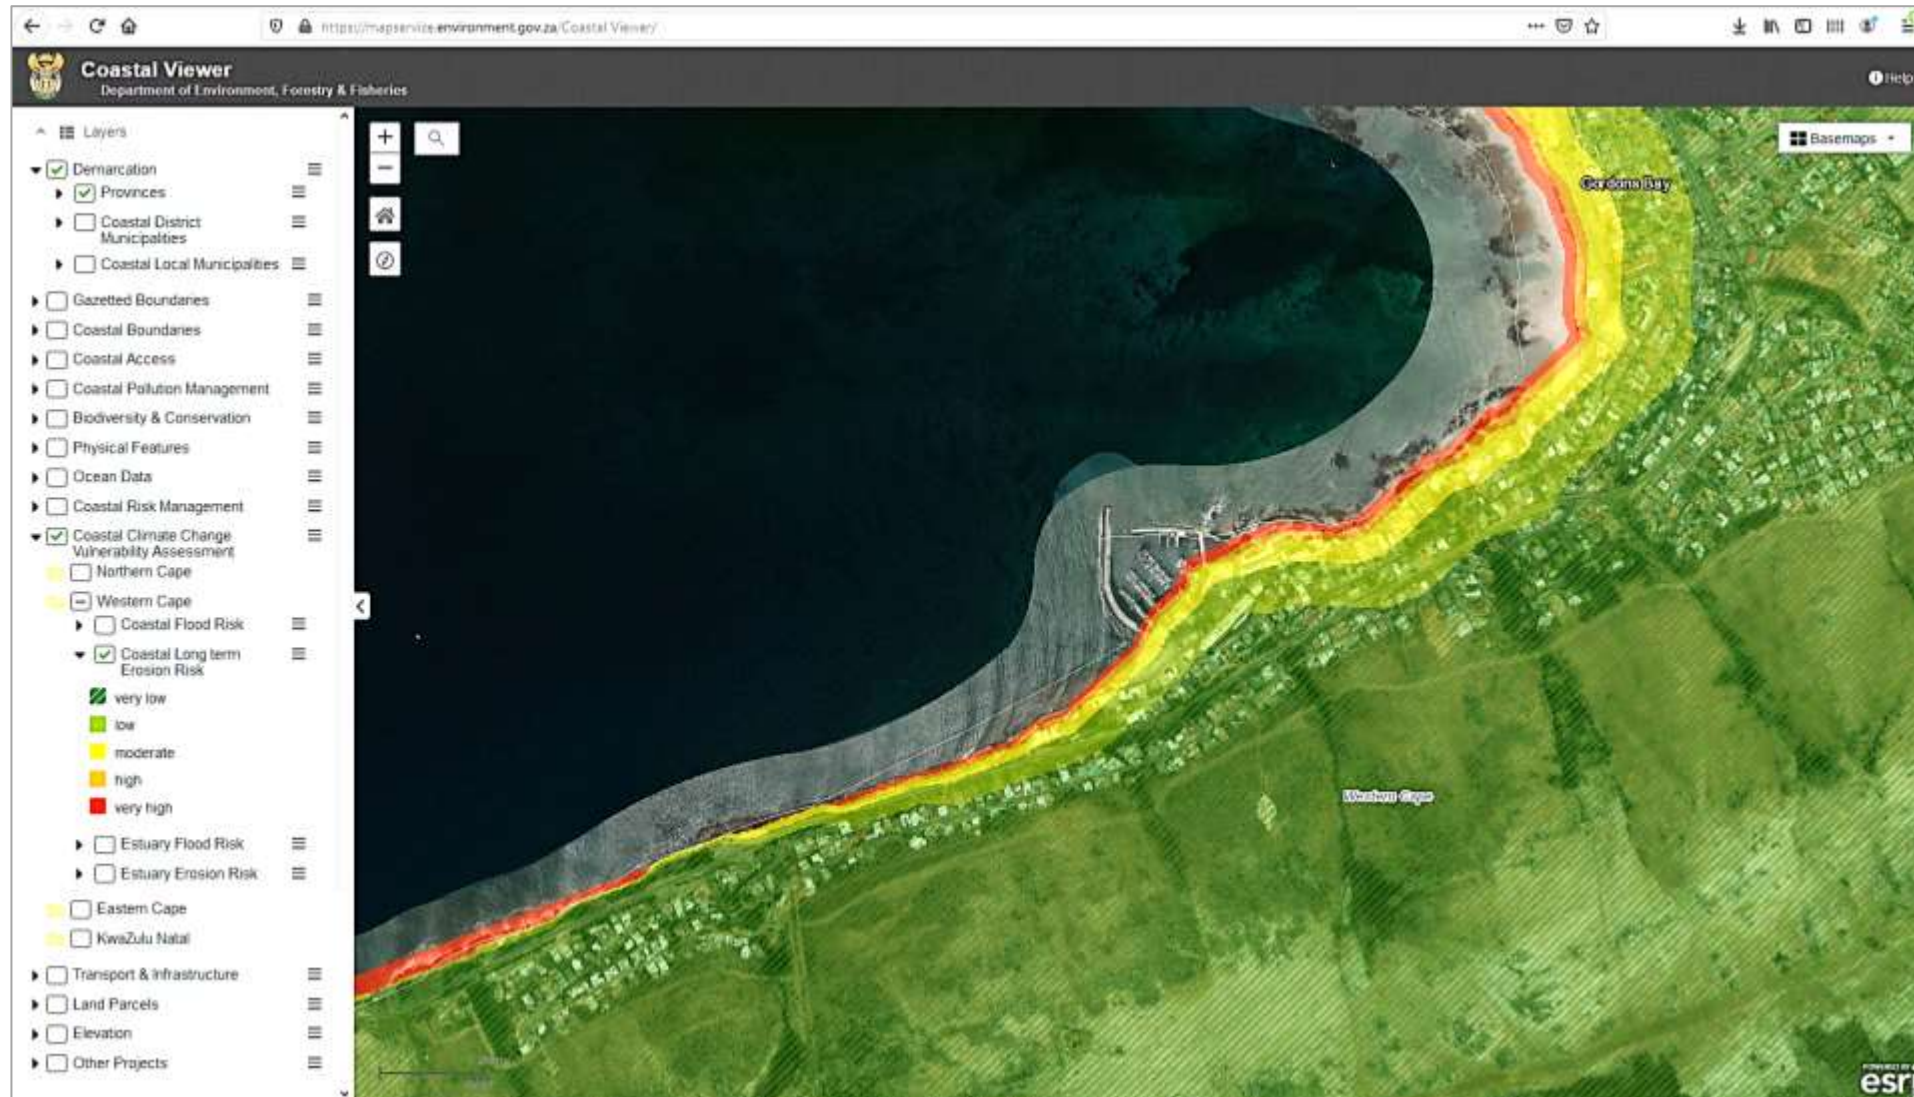 https://mapservice.environment.gov.za/Coastal Viewer/
Coastal Viewer
Department of Environment, Forestry & Fisheries
Help
Layers
Demarcation
Provinces
Coastal District
Municipalities
Coastal Local Municipalities
Gazetted Boundaries
Coastal Boundaries
Coastal Access
Coastal Pollution Management
Biodiversity & Conservation
Physical Features
Ocean Data
Coastal Risk Management
Coastal Climate Change
Vulnerability Assessment
Northern Cape
Western Cape
Coastal Flood Risk
Coastal Long term
Erosion Risk
very low
low
moderate
high
very high
Estuary Flood Risk
Estuary Erosion Risk
Eastern Cape
KwaZulu Natal
Transport & Infrastructure
Land Parcels
Elevation
Other Projects
Basemaps
Gordons Bay
Western Cape
POWERED BY
esri